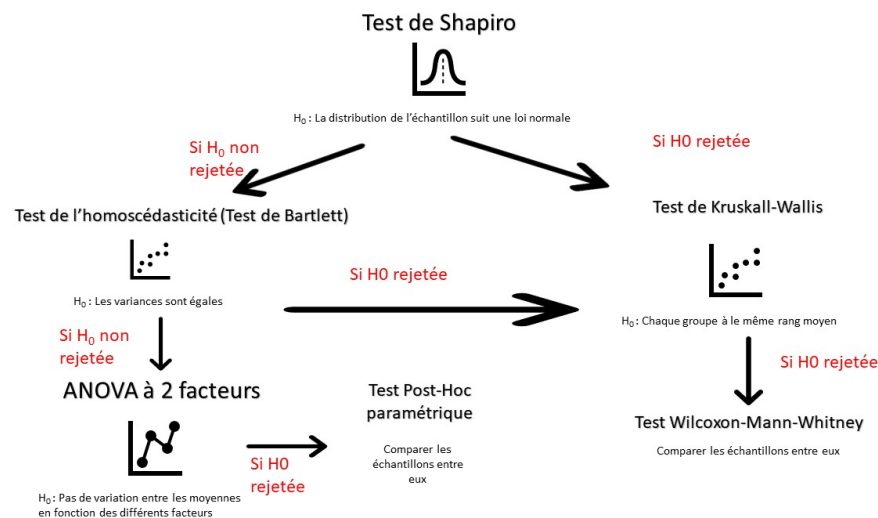 Test de Shapiro
H₀ : La distribution de l'échantillon suit une loi normale
Si H₀ non
rejetée
Si H0 rejetée
Test de l'homoscédasticité (Test de Bartlett)
Test de Kruskall-Wallis
Si H0 rejetée
H₀ : Les variances sont égales
H₀ : Chaque groupe à le même rang moyen
Si H₀ non
rejetée
Si H0 rejetée
ANOVA à 2 facteurs
Test Post-Hoc
paramétrique
Test Wilcoxon-Mann-Whitney
Comparer les échantillons entre eux
Comparer les
échantillons entre
eux
Si H0
rejetée
H₀ : Pas de variation entre les moyennes
en fonction des différents facteurs